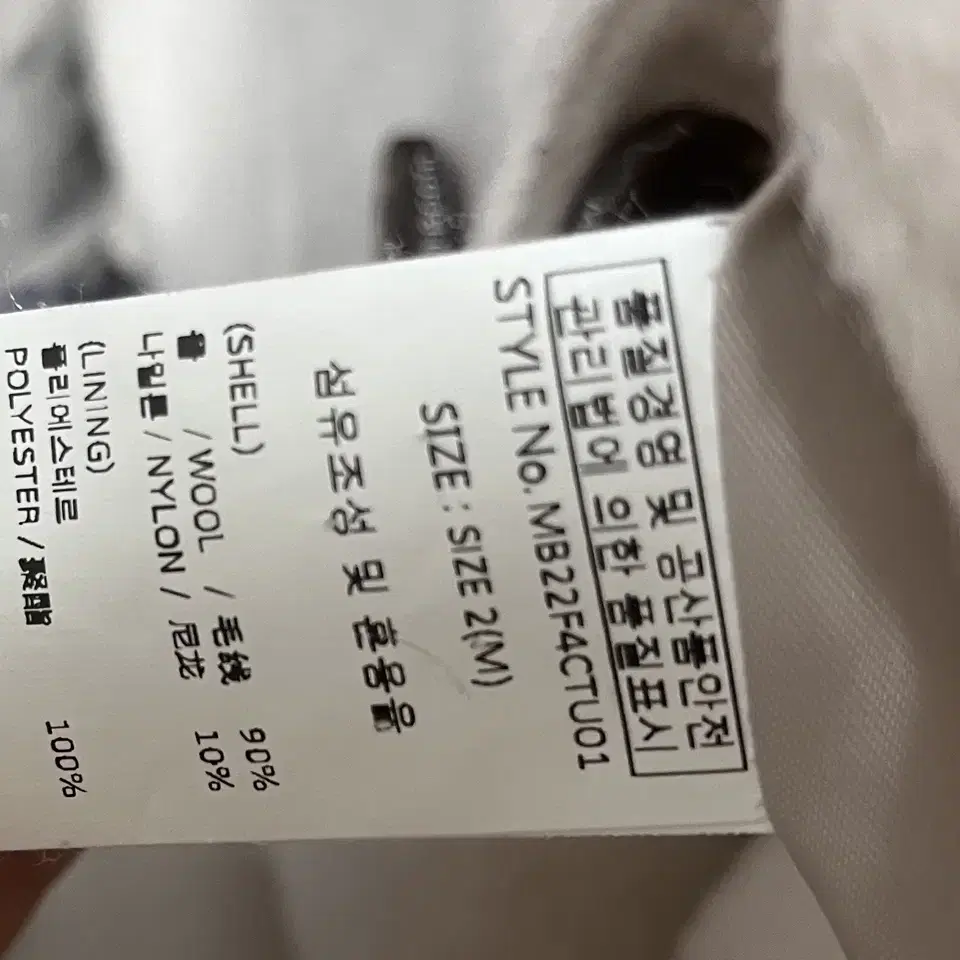 품질경영 및 공산품안전
관리법에 의한 품질표시
STYLE No. MB22F4CTU01
SIZE : SIZE 2(M)
섬유조성 및 혼용율
(SHELL)
울 / WOOL / 毛线 90%
나일론 / NYLON / 尼龙 10%
(LINING)
폴리에스테르
POLYESTER / 聚酯 100%